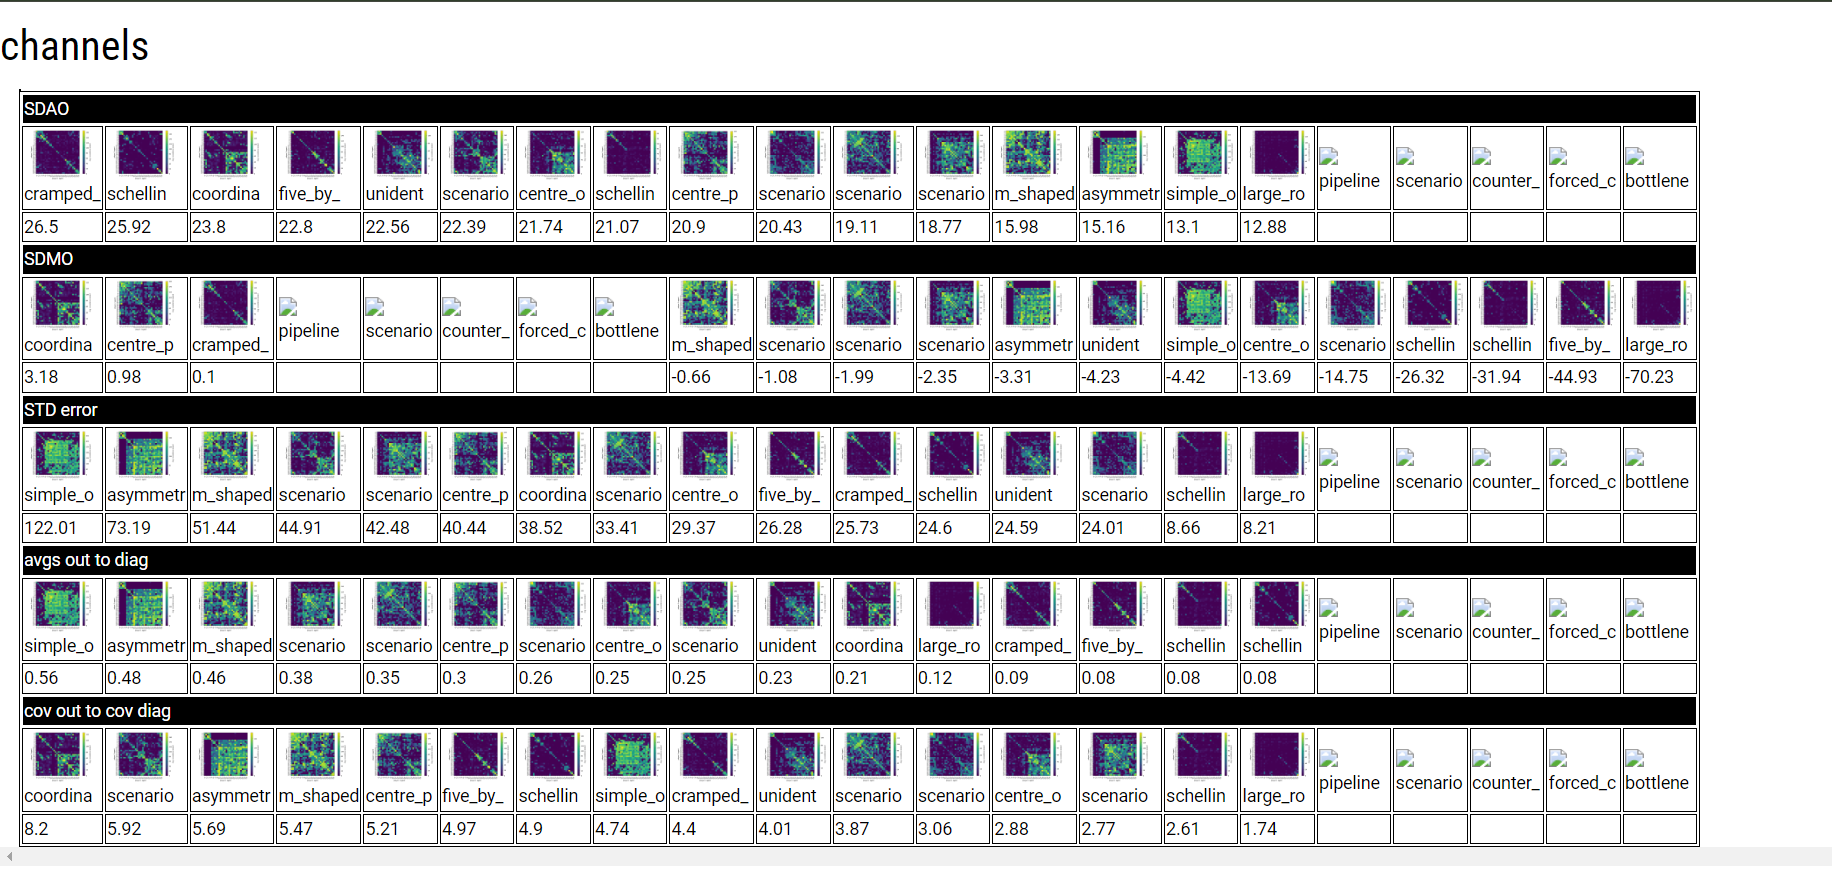 channels
SDAO
cramped_ schellin coordina five_by_ unident scenario centre_o schellin centre_p scenario scenario scenario m_shaped asymmetr simple_o large_ro pipeline scenario counter_ forced_c bottlene
26.5 25.92 23.8 22.8 22.56 22.39 21.74 21.07 20.9 20.43 19.11 18.77 15.98 15.16 13.1 12.88
SDMO
coordina centre_p cramped_ pipeline scenario counter_ forced_c bottlene m_shaped scenario scenario scenario asymmetr unident simple_o centre_o scenario schellin schellin five_by_ large_ro
3.18 0.98 0.1 -0.66 -1.08 -1.99 -2.35 -3.31 -4.23 -4.42 -13.69 -14.75 -26.32 -31.94 -44.93 -70.23
STD error
simple_o asymmetr m_shaped scenario scenario centre_p coordina scenario centre_o five_by_ cramped_ schellin unident scenario schellin large_ro pipeline scenario counter_ forced_c bottlene
122.01 73.19 51.44 44.91 42.48 40.44 38.52 33.41 29.37 26.28 25.73 24.6 24.59 24.01 8.66 8.21
avgs out to diag
simple_o asymmetr m_shaped scenario scenario centre_p scenario centre_o scenario unident coordina large_ro cramped_ five_by_ schellin schellin pipeline scenario counter_ forced_c bottlene
0.56 0.48 0.46 0.38 0.35 0.3 0.26 0.25 0.25 0.23 0.21 0.12 0.09 0.08 0.08 0.08
cov out to cov diag
coordina scenario asymmetr m_shaped centre_p five_by_ schellin simple_o cramped_ unident scenario scenario centre_o scenario schellin large_ro pipeline scenario counter_ forced_c bottlene
8.2 5.92 5.69 5.47 5.21 4.97 4.9 4.74 4.4 4.01 3.87 3.06 2.88 2.77 2.61 1.74